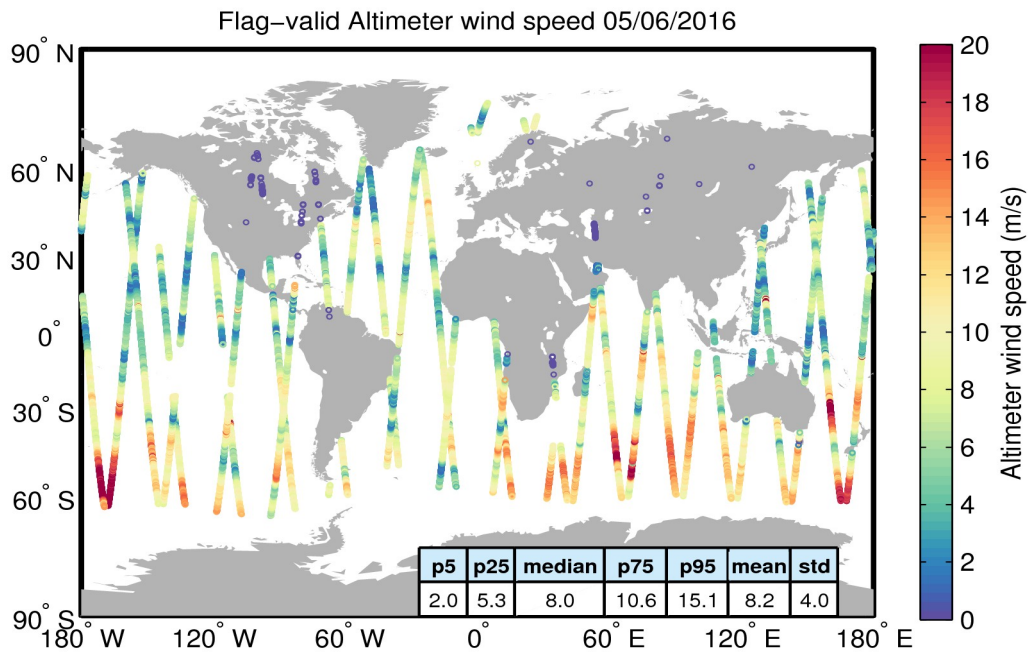 Flag-valid Altimeter wind speed 05/06/2016
90° N
60° N
30° N
0°
30° S
60° S
90° S
180° W
120° W
60° W
0°
60° E
120° E
180° E
p5 p25 median p75 p95 mean std
2.0 5.3 8.0 10.6 15.1 8.2 4.0
20
18
16
14
12
10
8
6
4
2
0
Altimeter wind speed (m/s)